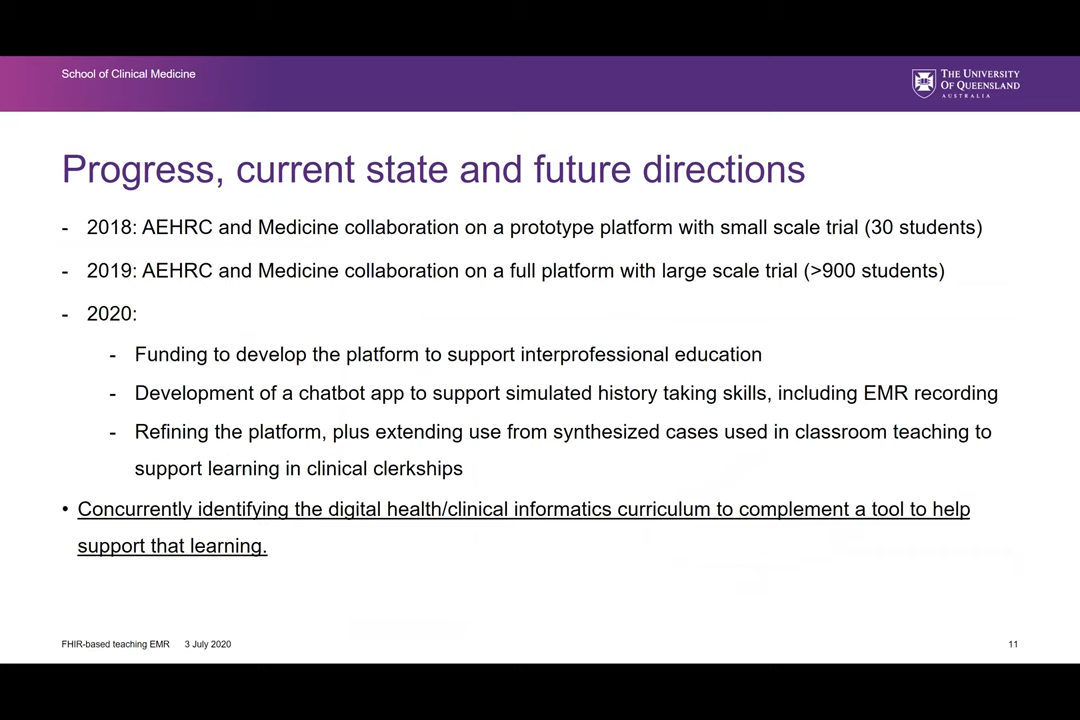 School of Clinical Medicine
THE UNIVERSITY
OF QUEENSLAND
AUSTRALIA
Progress, current state and future directions
- 2018: AEHRC and Medicine collaboration on a prototype platform with small scale trial (30 students)
- 2019: AEHRC and Medicine collaboration on a full platform with large scale trial (>900 students)
- 2020:
- Funding to develop the platform to support interprofessional education
- Development of a chatbot app to support simulated history taking skills, including EMR recording
- Refining the platform, plus extending use from synthesized cases used in classroom teaching to
support learning in clinical clerkships
• Concurrently identifying the digital health/clinical informatics curriculum to complement a tool to help
support that learning.
FHIR-based teaching EMR 3 July 2020 11